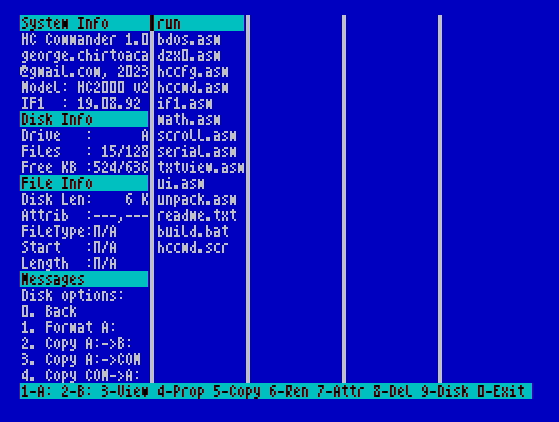 System Info
HC Commander 1.0
george.chirtoaca
@gmail.com, 2023
Model: HC2000 v2
IF1  : 19.08.92
Disk Info
Drive   :      A
Files   : 15/128
Free KB :524/636
File Info
Disk Len:    6 K
Attrib  :---,---
FileType:N/A
Start   :N/A
Length  :N/A
Messages
Disk options:
0. Back
1. Format A:
2. Copy A:->B:
3. Copy A:->COM
4. Copy COM->A:
run
bdos.asm
dzx0.asm
hccfg.asm
hccmd.asm
if1.asm
math.asm
scroll.asm
serial.asm
txtview.asm
ui.asm
unpack.asm
readme.txt
build.bat
hccmd.scr
1-A: 2-B: 3-View 4-Prop 5-Copy 6-Ren 7-Attr 8-Del 9-Disk 0-Exit